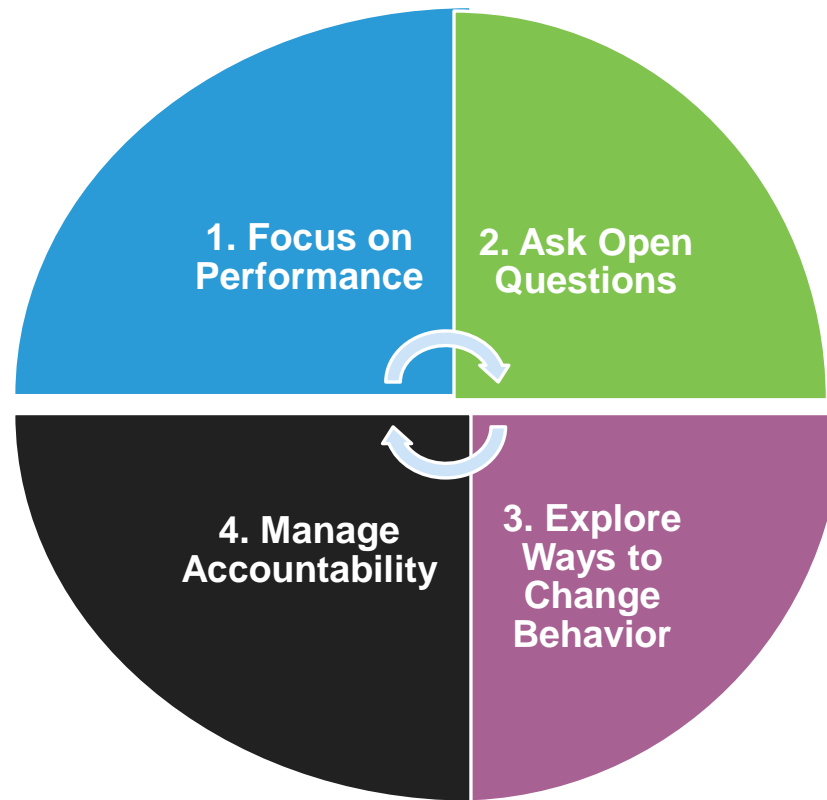 1. Focus on
Performance
2. Ask Open
Questions
3. Explore
Ways to
Change
Behavior
4. Manage
Accountability